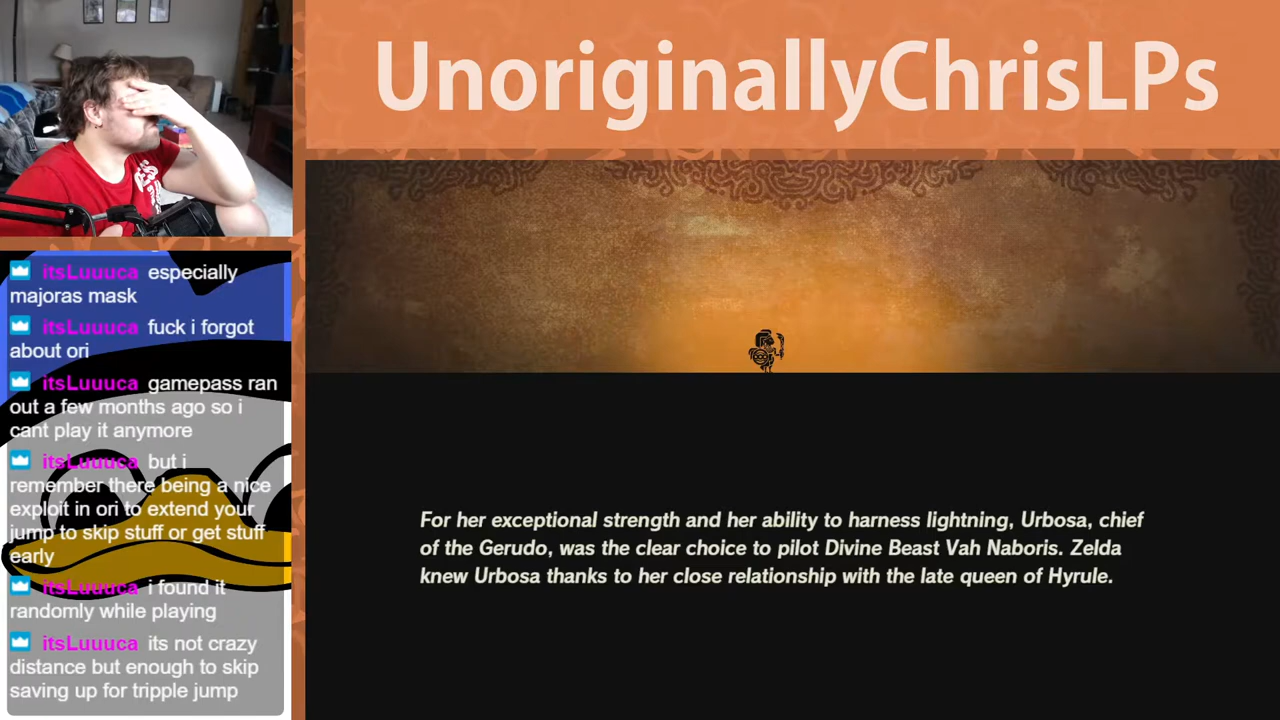 UnoriginallyChrisLPs
itsLuuuca especially
majoras mask
itsLuuuca fuck i forgot
about ori
itsLuuuca gamepass ran
out a few months ago so i
cant play it anymore
itsLuuuca but i
remember there being a nice
exploit in ori to extend your
jump to skip stuff or get stuff
early
itsLuuuca i found it
randomly while playing
itsLuuuca its not crazy
distance but enough to skip
saving up for tripple jump
For her exceptional strength and her ability to harness lightning, Urbosa, chief
of the Gerudo, was the clear choice to pilot Divine Beast Vah Naboris. Zelda
knew Urbosa thanks to her close relationship with the late queen of Hyrule.